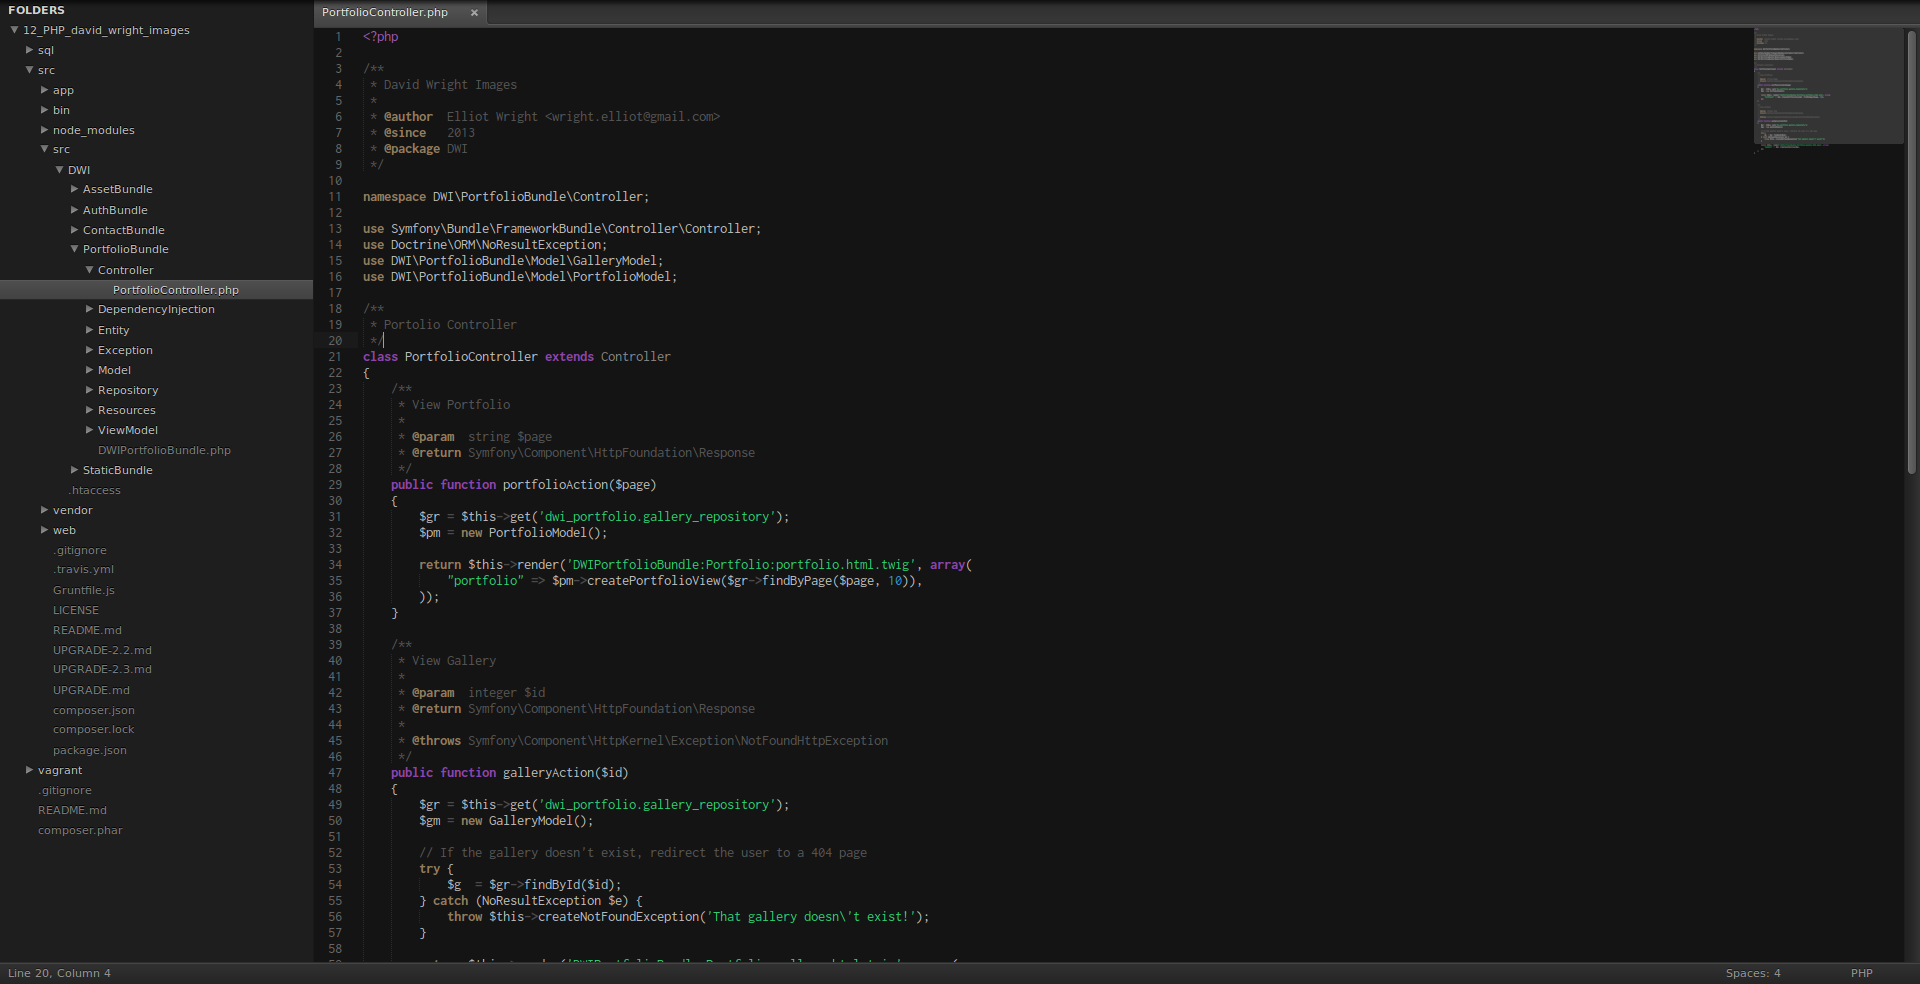 FOLDERS
12_PHP_david_wright_images
sql
src
app
bin
node_modules
src
DWI
AssetBundle
AuthBundle
ContactBundle
PortfolioBundle
Controller
PortfolioController.php
DependencyInjection
Entity
Exception
Model
Repository
Resources
ViewModel
DWIPortfolioBundle.php
StaticBundle
.htaccess
vendor
web
.gitignore
.travis.yml
Gruntfile.js
LICENSE
README.md
UPGRADE-2.2.md
UPGRADE-2.3.md
UPGRADE.md
composer.json
composer.lock
package.json
vagrant
.gitignore
README.md
composer.phar
PortfolioController.php ×
1 <?php
2
3 /**
4  * David Wright Images
5  *
6  * @author  Elliot Wright <wright.elliot@gmail.com>
7  * @since   2013
8  * @package DWI
9  */
10
11 namespace DWI\PortfolioBundle\Controller;
12
13 use Symfony\Bundle\FrameworkBundle\Controller\Controller;
14 use Doctrine\ORM\NoResultException;
15 use DWI\PortfolioBundle\Model\GalleryModel;
16 use DWI\PortfolioBundle\Model\PortfolioModel;
17
18 /**
19  * Portolio Controller
20  */
21 class PortfolioController extends Controller
22 {
23     /**
24      * View Portfolio
25      *
26      * @param  string $page
27      * @return Symfony\Component\HttpFoundation\Response
28      */
29     public function portfolioAction($page)
30     {
31         $gr = $this->get('dwi_portfolio.gallery_repository');
32         $pm = new PortfolioModel();
33
34         return $this->render('DWIPortfolioBundle:Portfolio:portfolio.html.twig', array(
35             "portfolio" => $pm->createPortfolioView($gr->findByPage($page, 10)),
36         ));
37     }
38
39     /**
40      * View Gallery
41      *
42      * @param  integer $id
43      * @return Symfony\Component\HttpFoundation\Response
44      *
45      * @throws Symfony\Component\HttpKernel\Exception\NotFoundHttpException
46      */
47     public function galleryAction($id)
48     {
49         $gr = $this->get('dwi_portfolio.gallery_repository');
50         $gm = new GalleryModel();
51
52         // If the gallery doesn't exist, redirect the user to a 404 page
53         try {
54             $g  = $gr->findById($id);
55         } catch (NoResultException $e) {
56             throw $this->createNotFoundException('That gallery doesn\'t exist!');
57         }
58
Line 20, Column 4
Spaces: 4
PHP